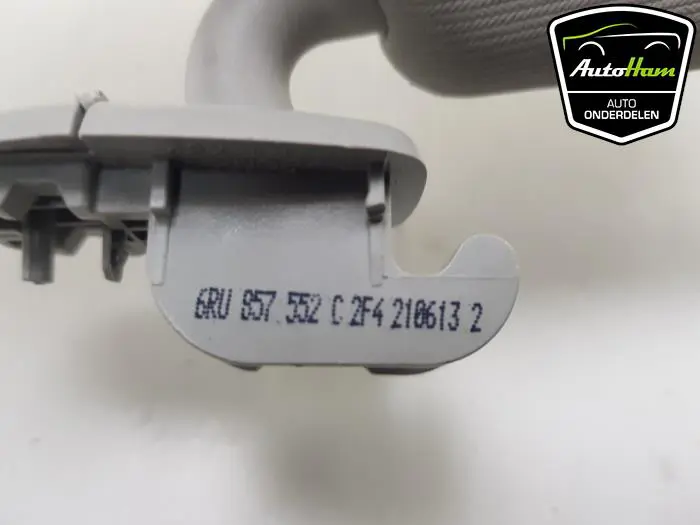 AutoHam
AUTO
ONDERDELEN
6RU 857 552 C 2F4 210613 2